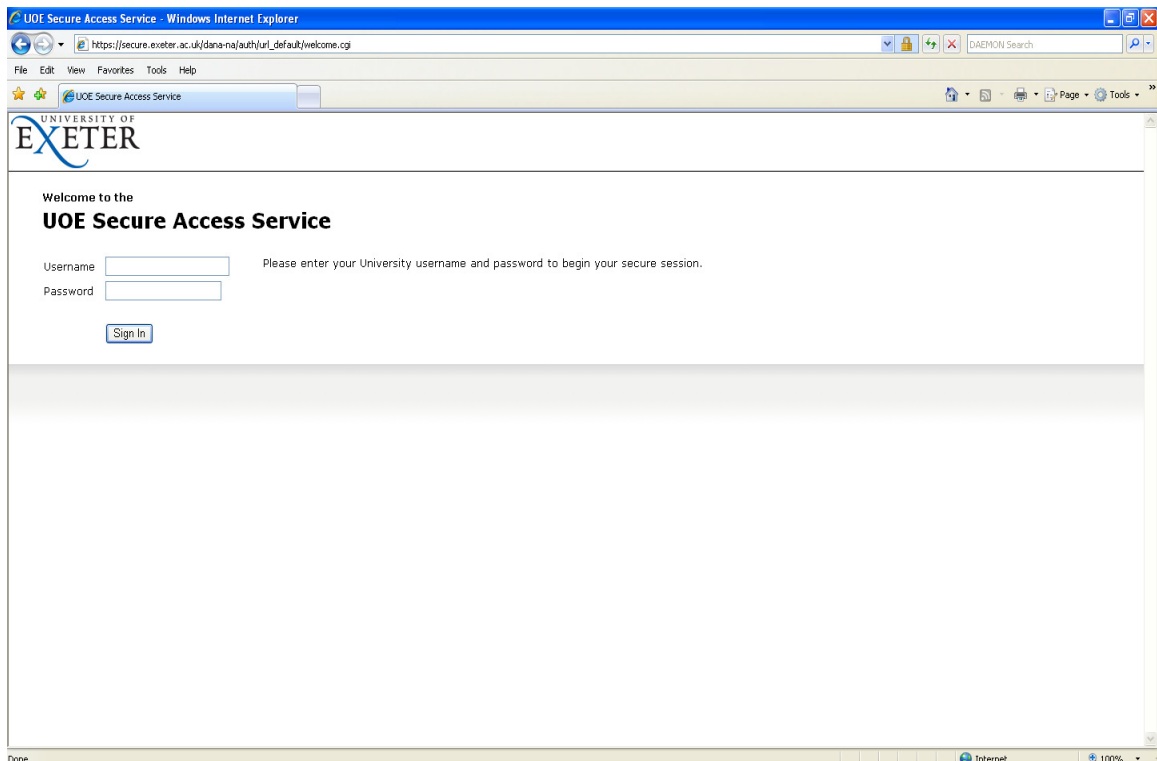 UOE Secure Access Service - Windows Internet Explorer
https://secure.exeter.ac.uk/dana-na/auth/url_default/welcome.cgi
DAEMON Search
File Edit View Favorites Tools Help
UOE Secure Access Service
Page Tools »
UNIVERSITY OF
EXETER
Welcome to the
UOE Secure Access Service
Username
Please enter your University username and password to begin your secure session.
Password
Sign In
Done
Internet
100%